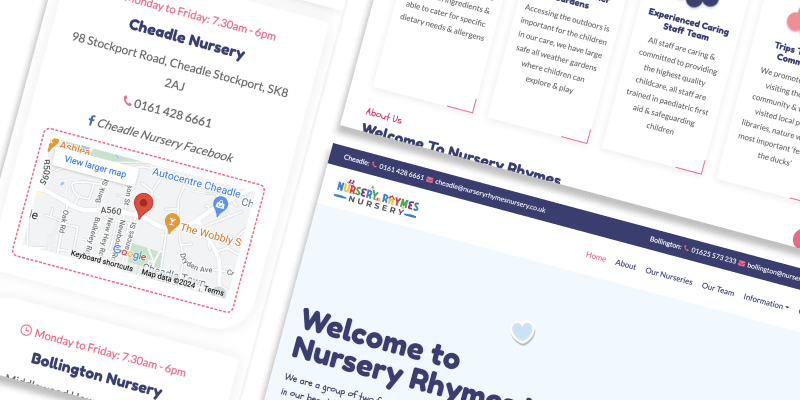 Monday to Friday: 7.30am - 6pm
Cheadle Nursery
98 Stockport Road, Cheadle Stockport, SK8
2AJ
0161 428 6661
Cheadle Nursery Facebook
Ashlea
View larger map
Autocentre Cheadle
A5095
A560
Oak Rd
The Wobbly S
Dryden Ave
Google
Keyboard shortcuts
Map data ©2024
Terms
Monday to Friday: 7.30am - 6pm
Bollington Nursery
able to cater for specific
dietary needs & allergens
Accessing the outdoors is
important for the children
in our care, we have large
safe all weather gardens
where children can
explore & play
Experienced Caring
Staff Team
All staff are caring &
committed to providing
the highest quality
childcare, all staff are
trained in paediatric first
aid & safeguarding
children
Trips T
Comm
We promot
visiting the
community &
visited local p
libraries, nature w
most important 'fe
the ducks'
About Us
Welcome To Nursery Rhymes
Cheadle: 0161 428 6661 cheadle@nurseryrhymesnursery.co.uk
Bollington: 01625 573 233 bollington@nurser
NURSERY RHYMES
NURSERY
Home About Our Nurseries Our Team Information
Welcome to
Nursery Rhymes
We are a group of two
in our